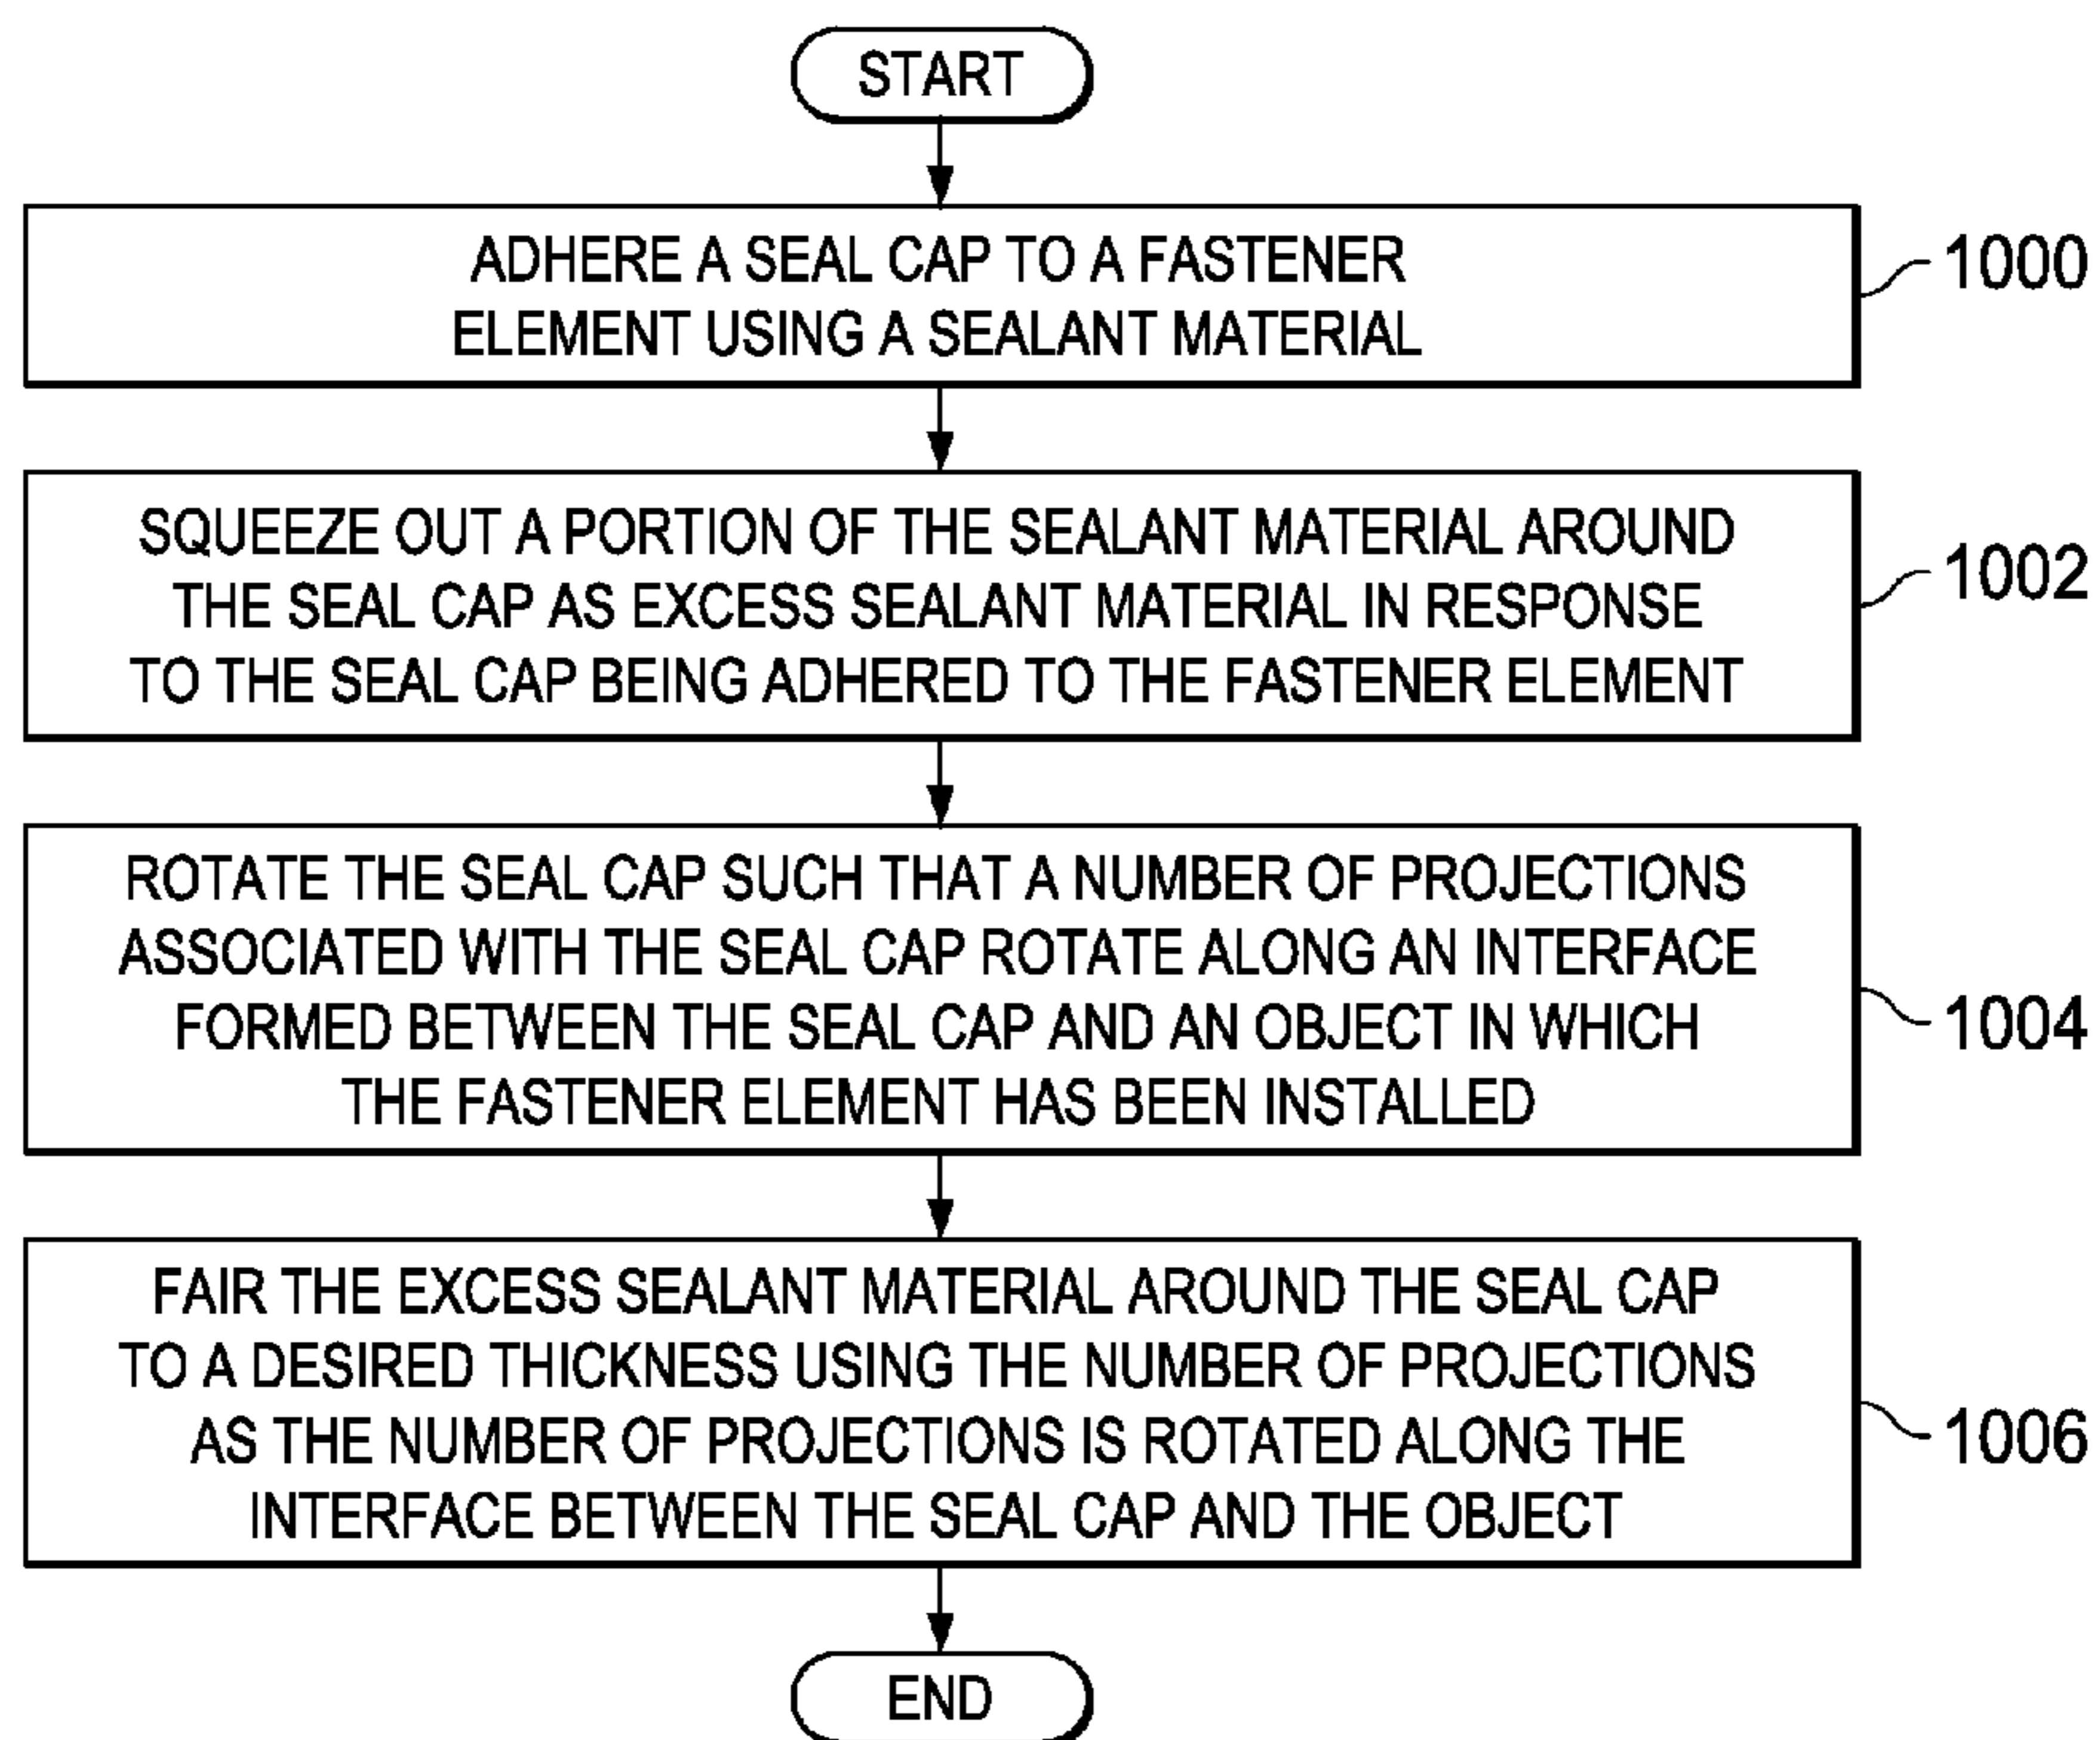 START
ADHERE A SEAL CAP TO A FASTENER
ELEMENT USING A SEALANT MATERIAL
1000
SQUEEZE OUT A PORTION OF THE SEALANT MATERIAL AROUND
THE SEAL CAP AS EXCESS SEALANT MATERIAL IN RESPONSE
TO THE SEAL CAP BEING ADHERED TO THE FASTENER ELEMENT
1002
ROTATE THE SEAL CAP SUCH THAT A NUMBER OF PROJECTIONS
ASSOCIATED WITH THE SEAL CAP ROTATE ALONG AN INTERFACE
FORMED BETWEEN THE SEAL CAP AND AN OBJECT IN WHICH
THE FASTENER ELEMENT HAS BEEN INSTALLED
1004
FAIR THE EXCESS SEALANT MATERIAL AROUND THE SEAL CAP
TO A DESIRED THICKNESS USING THE NUMBER OF PROJECTIONS
AS THE NUMBER OF PROJECTIONS IS ROTATED ALONG THE
INTERFACE BETWEEN THE SEAL CAP AND THE OBJECT
1006
END